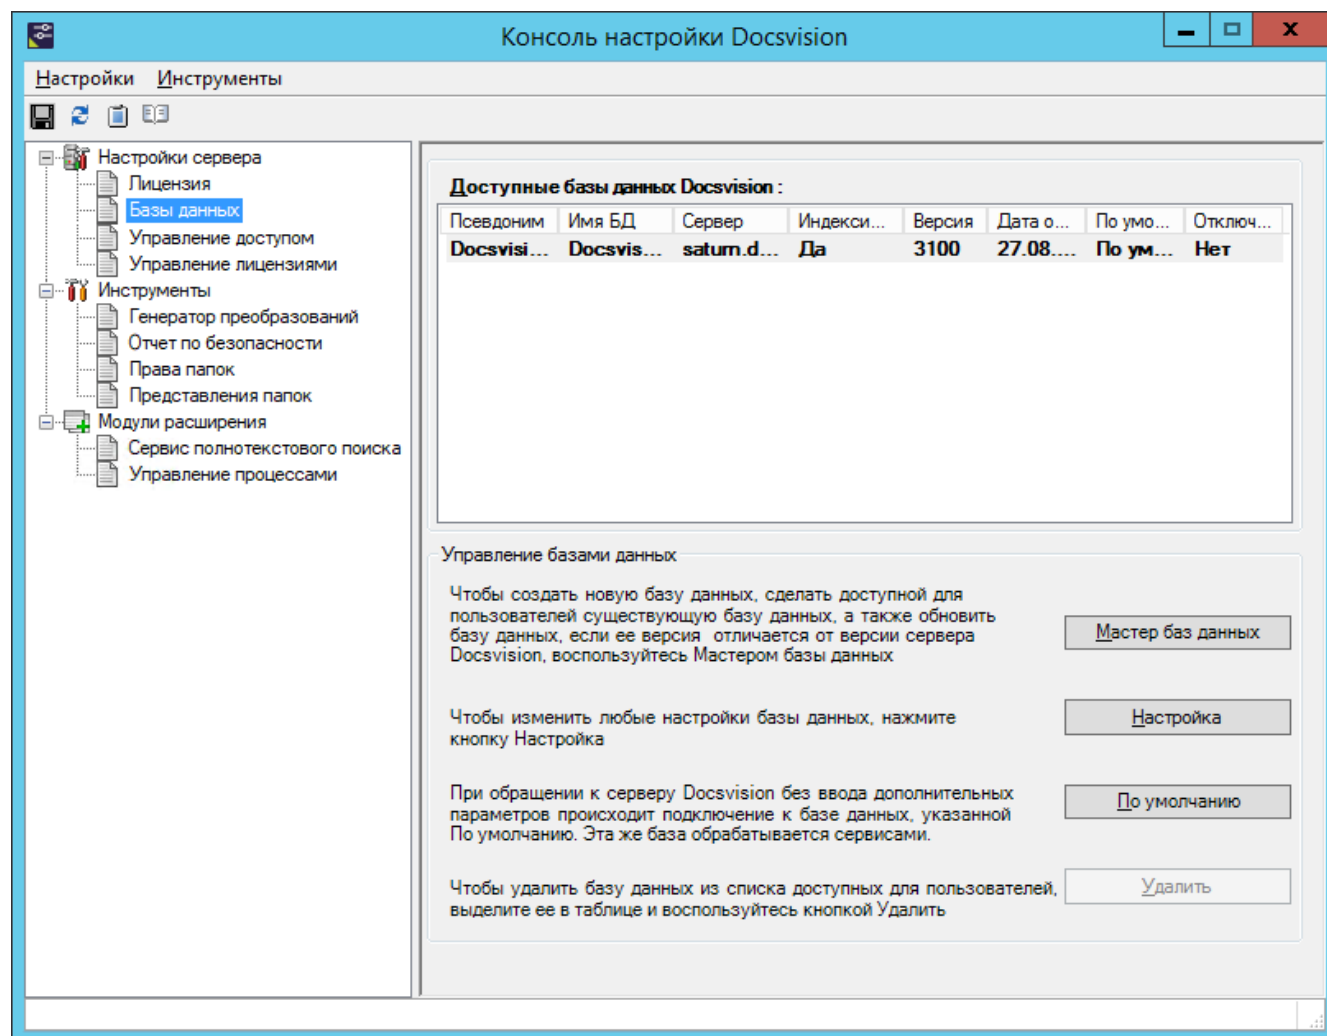 Консоль настройки Docsvision
Настройки Инструменты
Настройки сервера
Лицензия
Базы данных
Управление доступом
Управление лицензиями
Инструменты
Генератор преобразований
Отчет по безопасности
Права папок
Представления папок
Модули расширения
Сервис полнотекстового поиска
Управление процессами
Доступные базы данных Docsvision :
Псевдоним Имя БД Сервер Индекси... Версия Дата о... По умо... Отключ...
Docsvisi... Docsvis... saturn.d... Да 3100 27.08.... По ум... Нет
Управление базами данных
Чтобы создать новую базу данных, сделать доступной для
пользователей существующую базу данных, а также обновить
базу данных, если ее версия отличается от версии сервера
Docsvision, воспользуйтесь Мастером базы данных
Мастер баз данных
Чтобы изменить любые настройки базы данных, нажмите
кнопку Настройка
Настройка
При обращении к серверу Docsvision без ввода дополнительных
параметров происходит подключение к базе данных, указанной
По умолчанию. Эта же база обрабатывается сервисами.
По умолчанию
Чтобы удалить базу данных из списка доступных для пользователей,
выделите ее в таблице и воспользуйтесь кнопкой Удалить
Удалить